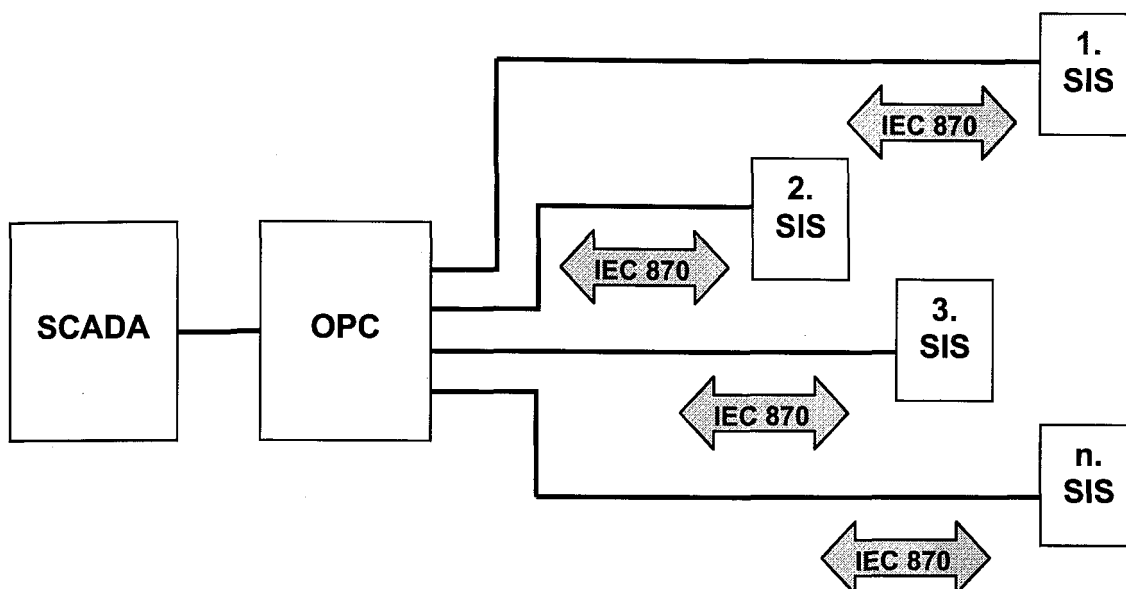 1.
SIS
IEC 870
2.
SIS
IEC 870
SCADA
OPC
3.
SIS
IEC 870
n.
SIS
IEC 870